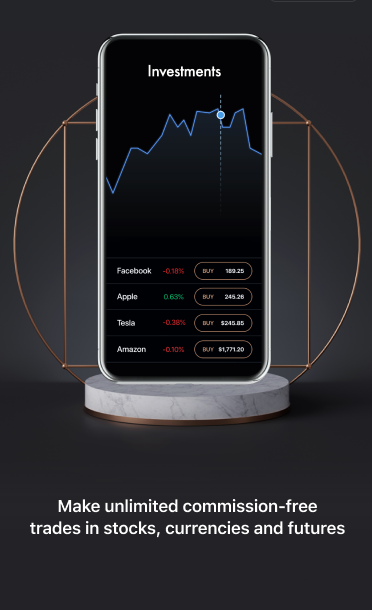 Investments
Facebook -0.18% BUY 189.25
Apple 0.63% BUY 245.26
Tesla -0.38% BUY $245.85
Amazon -0.10% BUY $1,771.20
Make unlimited commission-free
trades in stocks, currencies and futures